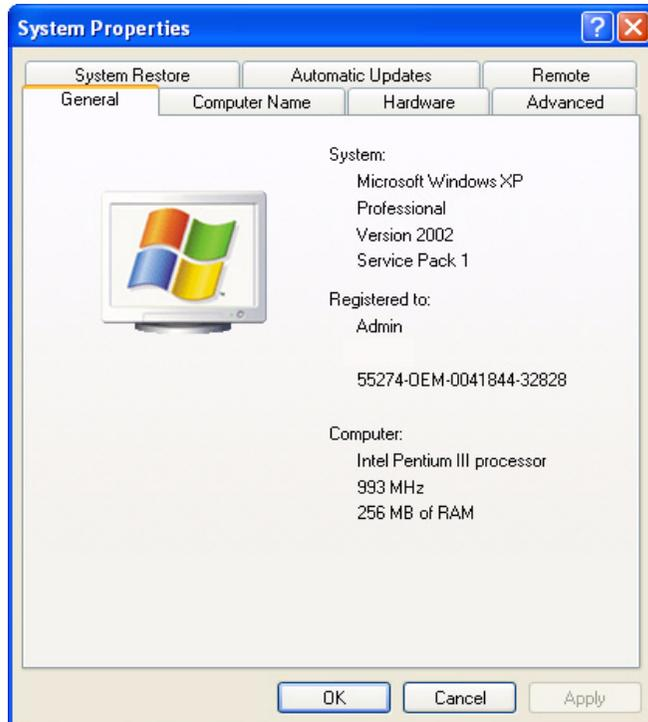 System Properties
System Restore Automatic Updates Remote
General Computer Name Hardware Advanced
System:
Microsoft Windows XP
Professional
Version 2002
Service Pack 1
Registered to:
Admin
55274-OEM-0041844-32828
Computer:
Intel Pentium III processor
993 MHz
256 MB of RAM
OK Cancel Apply